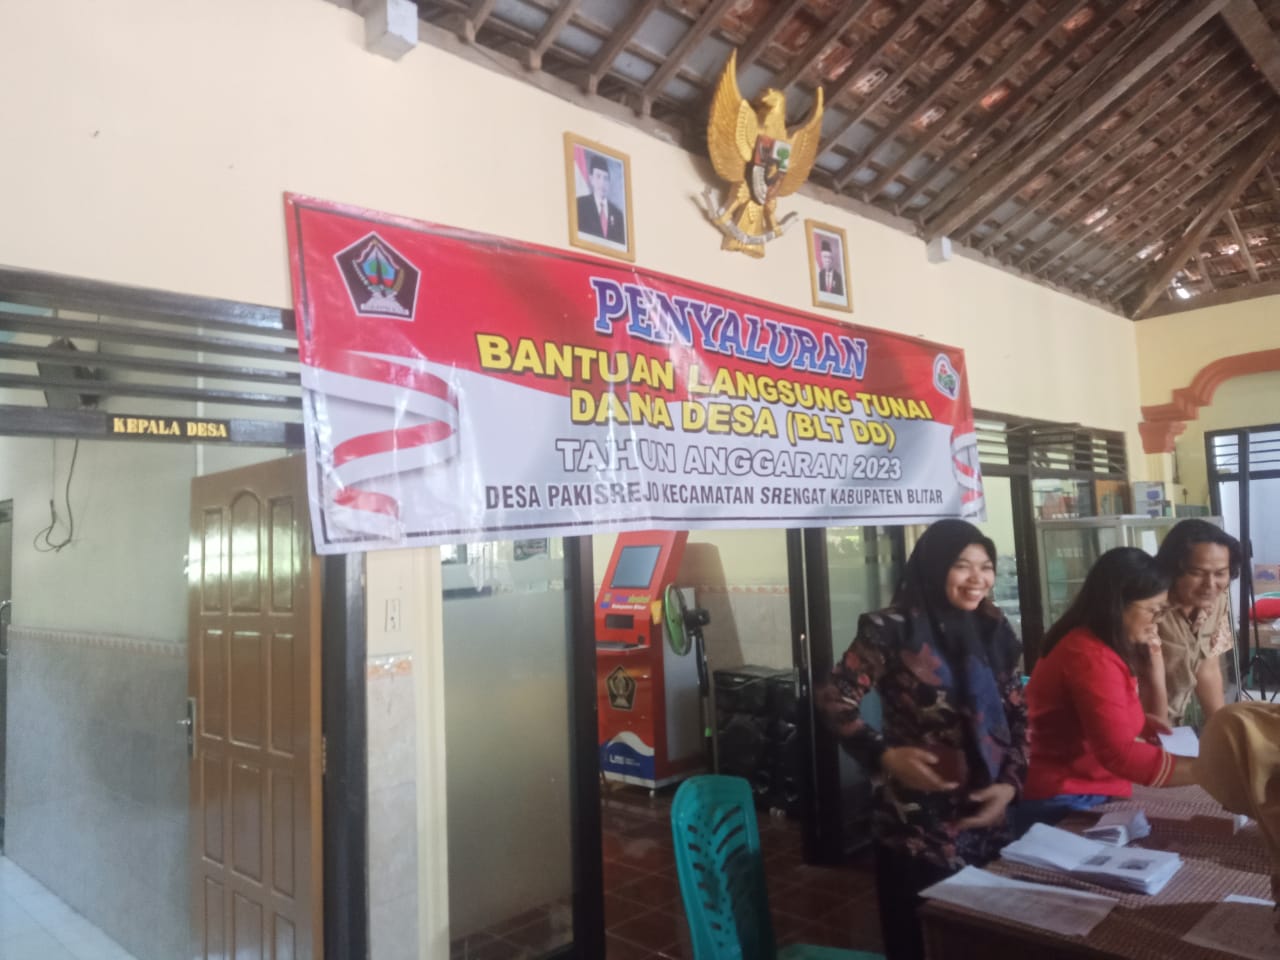 PENYALURAN
BANTUAN LANGSUNG TUNAI
DANA DESA (BLT DD)
TAHUN ANGGARAN 2023
DESA PAKISREJO KECAMATAN SRENGAT KABUPATEN BLITAR
KEPALA DESA